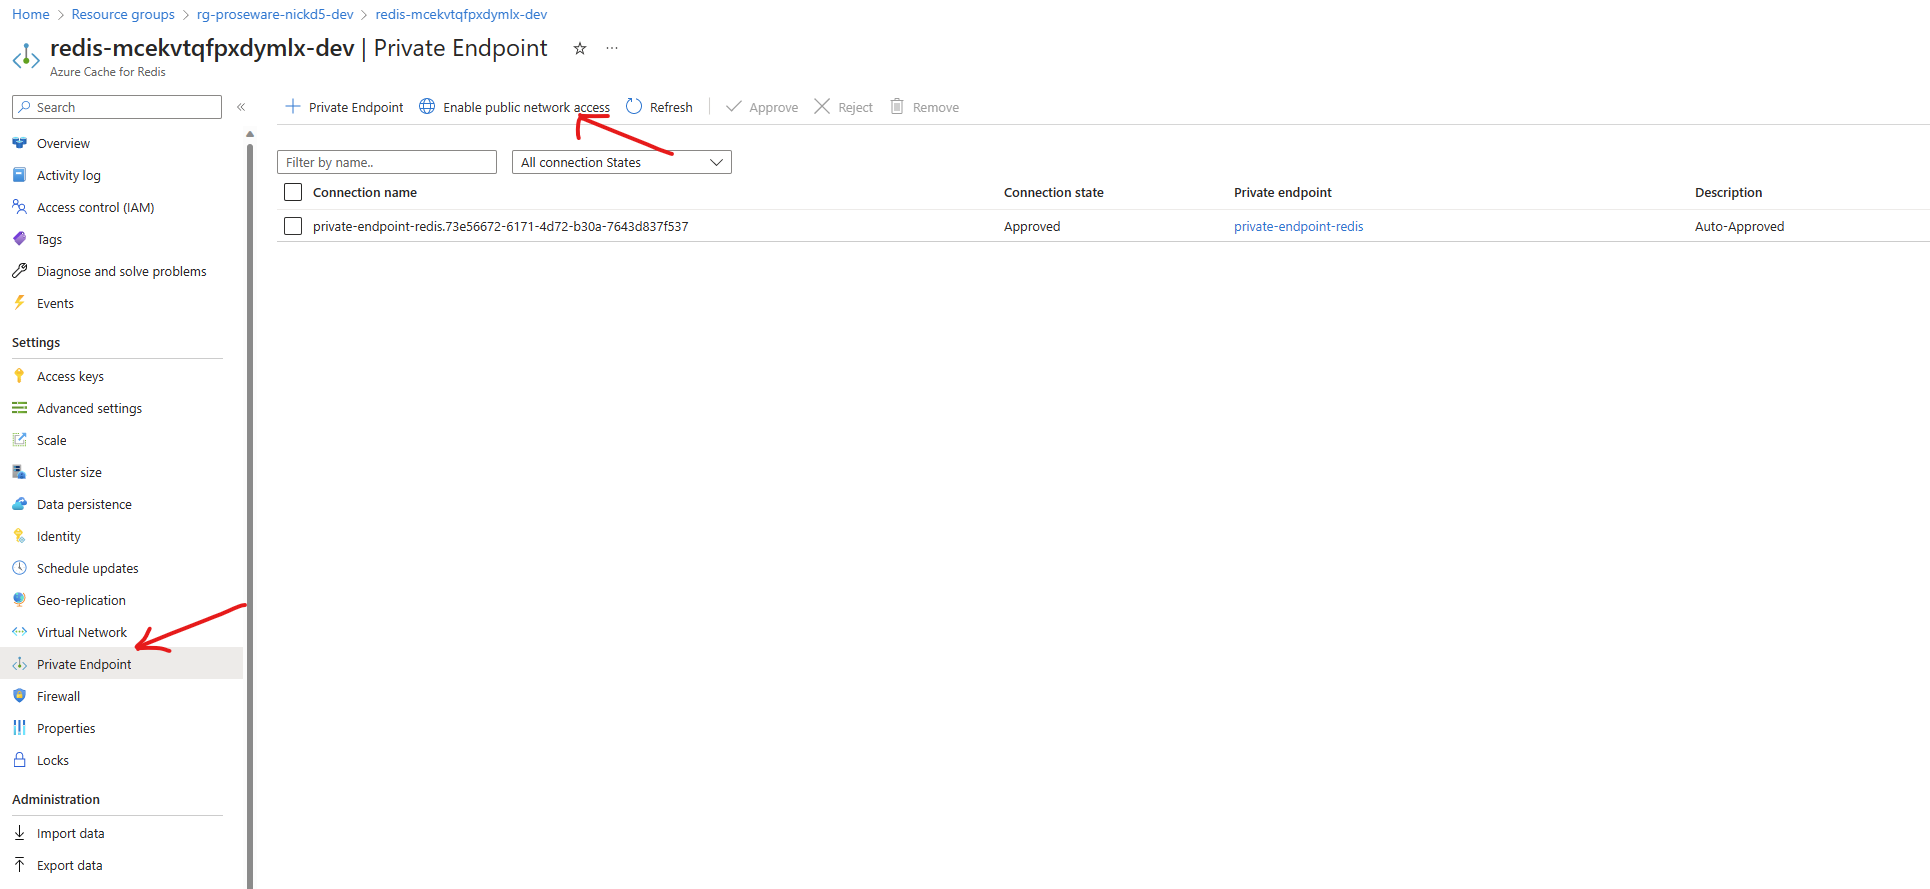 Home > Resource groups > rg-proseware-nickd5-dev > redis-mcekvtqfpxdymlx-dev
redis-mcekvtqfpxdymlx-dev | Private Endpoint ...
Azure Cache for Redis
Search «
Private Endpoint Enable public network access Refresh Approve Reject Remove
Overview
Activity log
Access control (IAM)
Tags
Diagnose and solve problems
Events
Settings
Access keys
Advanced settings
Scale
Cluster size
Data persistence
Identity
Schedule updates
Geo-replication
Virtual Network
Private Endpoint
Firewall
Properties
Locks
Administration
Import data
Export data
Filter by name.. All connection States
Connection name Connection state Private endpoint Description
private-endpoint-redis.73e56672-6171-4d72-b30a-7643d837f537 Approved private-endpoint-redis Auto-Approved